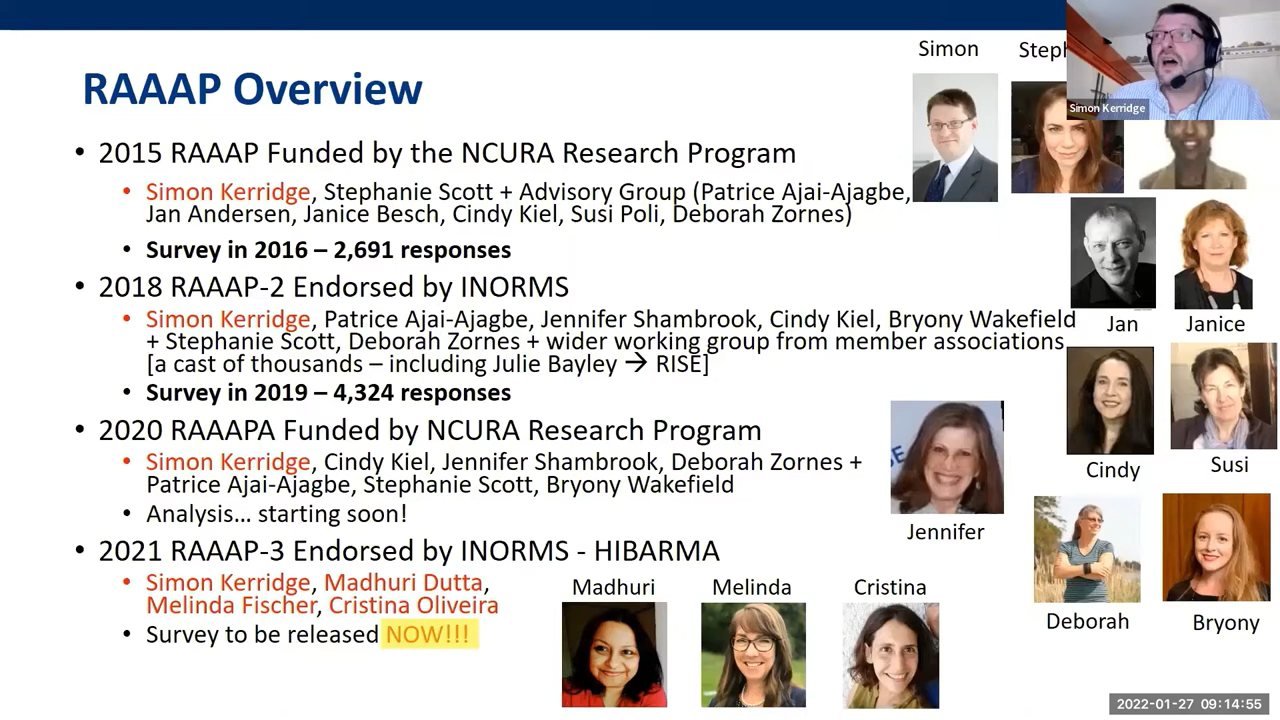 Simon
Steph
Simon Kerridge
RAAAP Overview
• 2015 RAAAP Funded by the NCURA Research Program
• Simon Kerridge, Stephanie Scott + Advisory Group (Patrice Ajai-Ajagbe,
Jan Andersen, Janice Besch, Cindy Kiel, Susi Poli, Deborah Zornes)
• Survey in 2016 – 2,691 responses
• 2018 RAAAP-2 Endorsed by INORMS
• Simon Kerridge, Patrice Ajai-Ajagbe, Jennifer Shambrook, Cindy Kiel, Bryony Wakefield
+ Stephanie Scott, Deborah Zornes + wider working group from member associations
[a cast of thousands – including Julie Bayley → RISE]
• Survey in 2019 – 4,324 responses
Jan
Janice
• 2020 RAAAPA Funded by NCURA Research Program
• Simon Kerridge, Cindy Kiel, Jennifer Shambrook, Deborah Zornes +
Patrice Ajai-Ajagbe, Stephanie Scott, Bryony Wakefield
• Analysis... starting soon!
Cindy
Susi
Jennifer
• 2021 RAAAP-3 Endorsed by INORMS - HIBARMA
• Simon Kerridge, Madhuri Dutta,
Melinda Fischer, Cristina Oliveira
• Survey to be released NOW!!!
Madhuri
Melinda
Cristina
Deborah
Bryony
2022-01-27 09:14:55